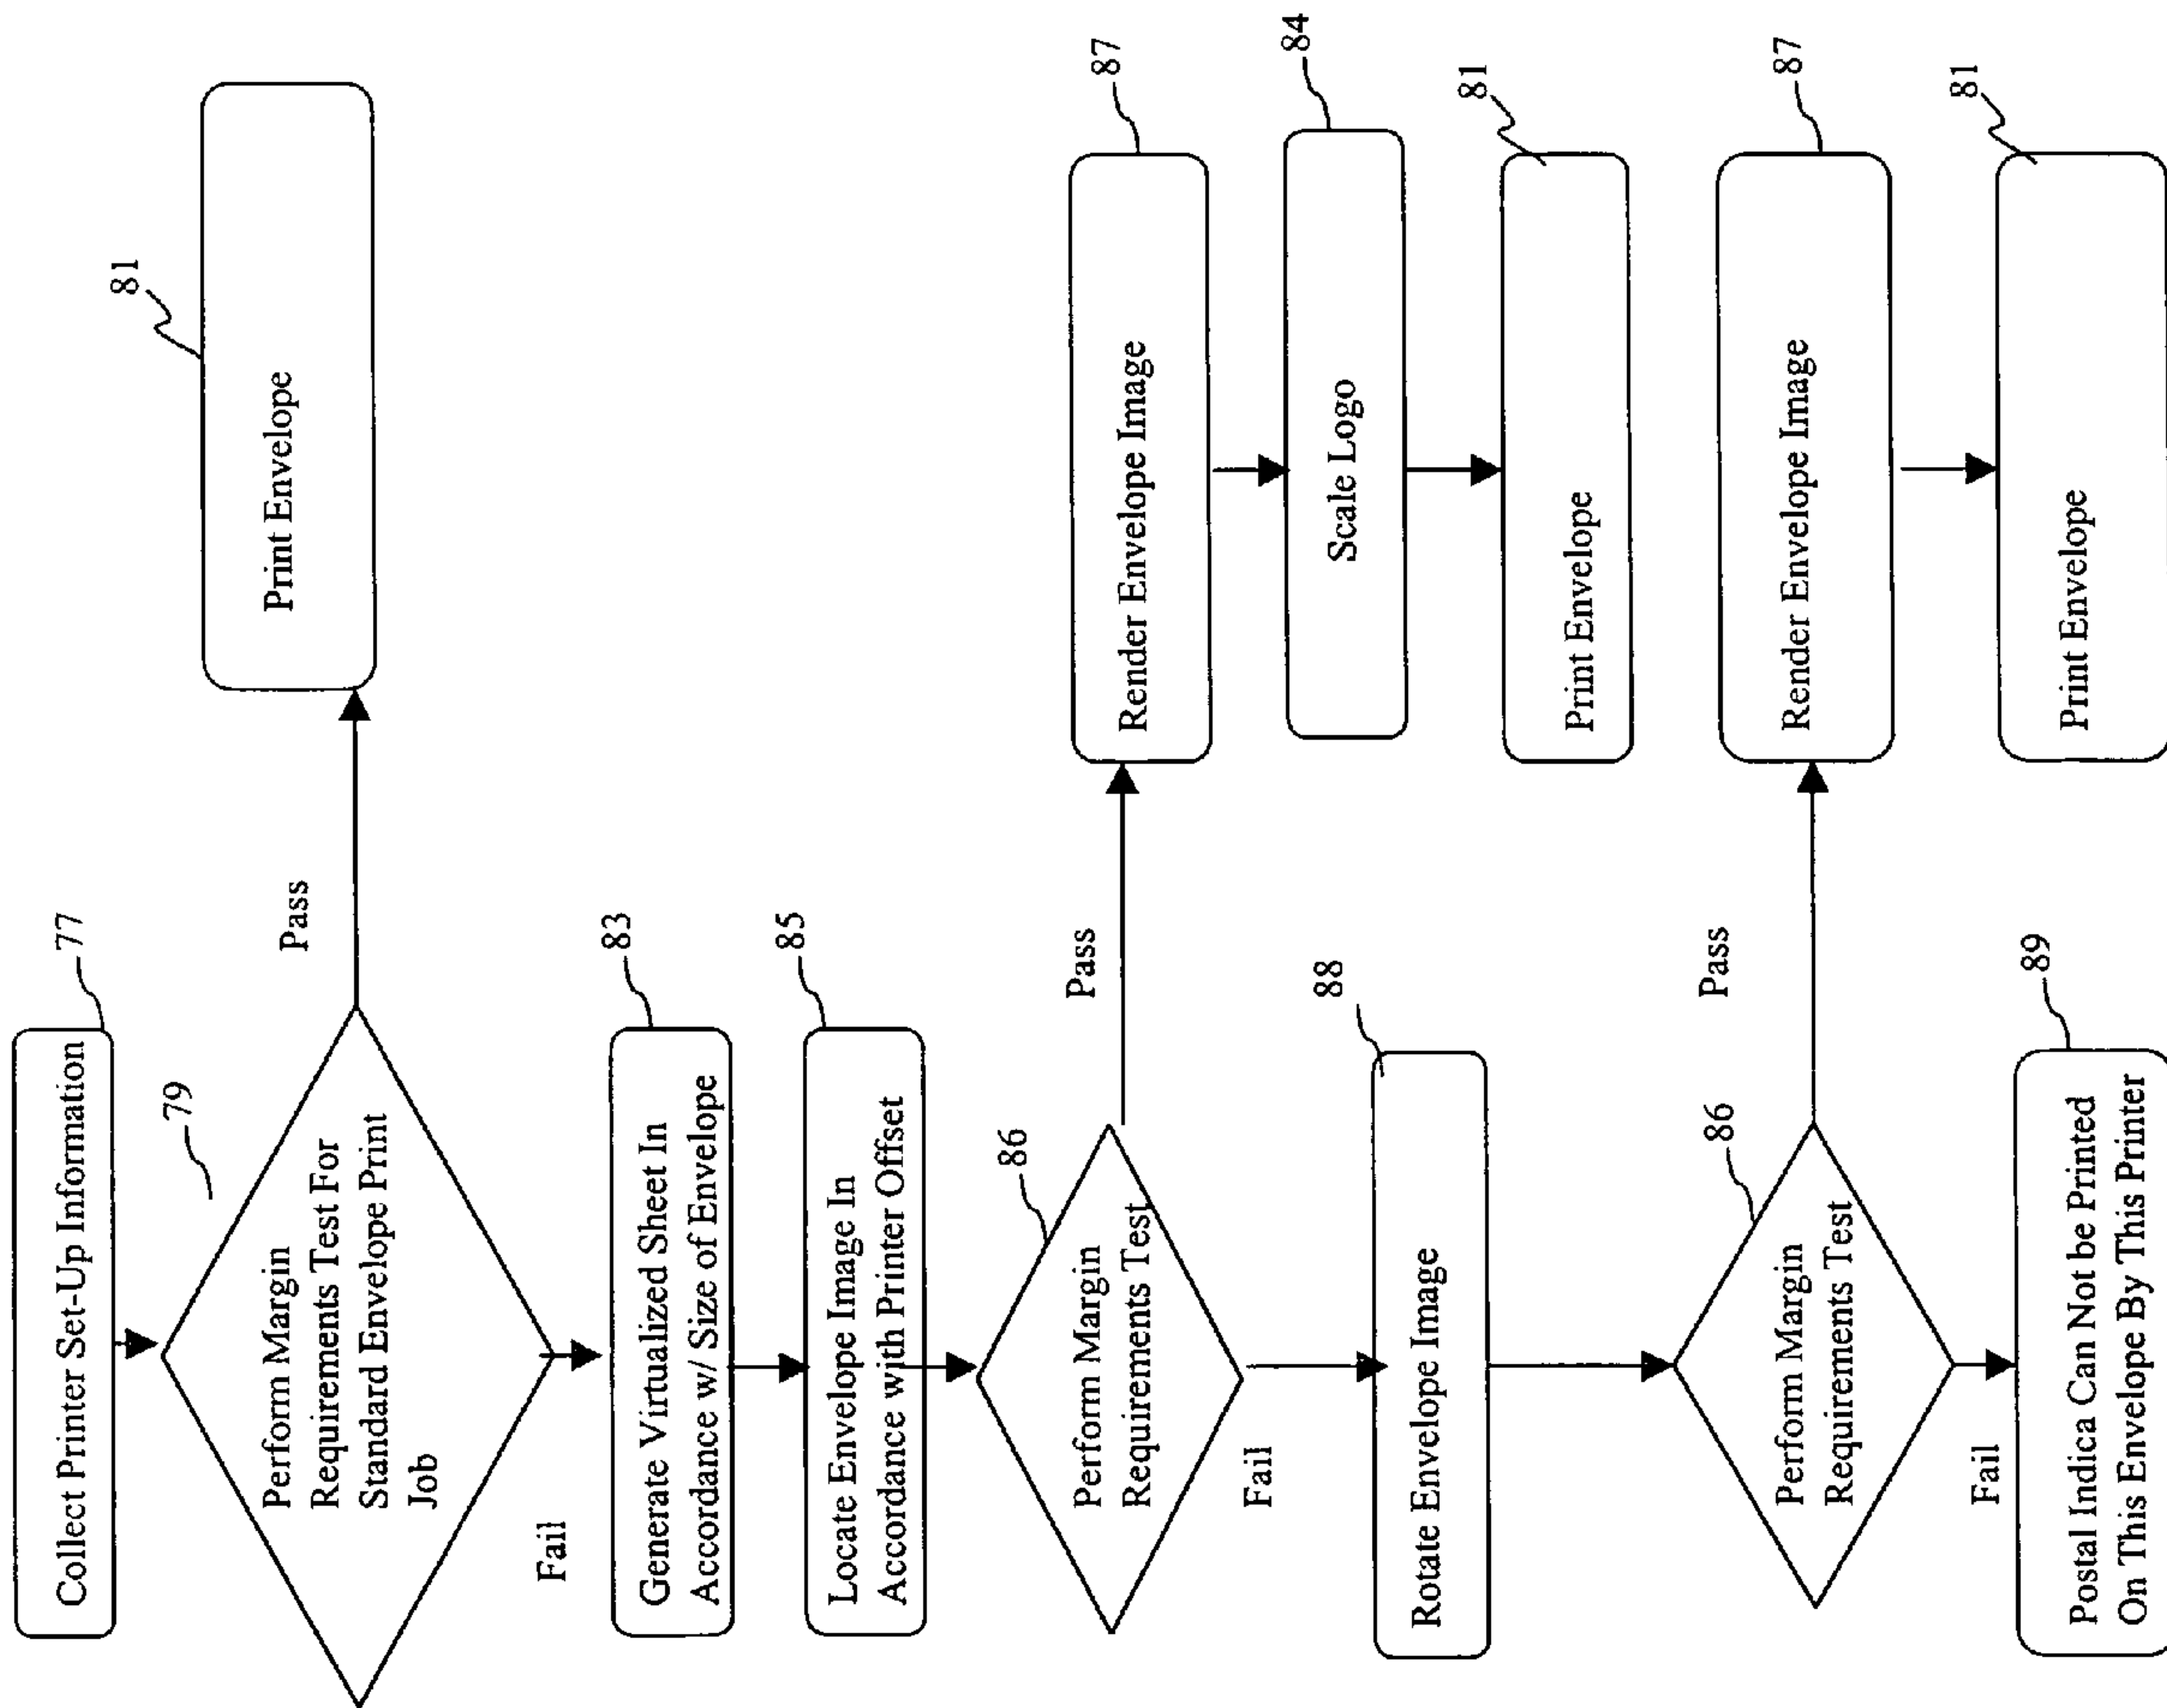 Collect Printer Set-Up Information
77
79
Perform Margin
Requirements Test For
Standard Envelope Print
Job
Pass
81
Print Envelope
Fail
83
Generate Virtualized Sheet In
Accordance w/ Size of Envelope
85
Locate Envelope Image In
Accordance with Printer Offset
86
Perform Margin
Requirements Test
Pass
87
Render Envelope Image
84
Scale Logo
81
Print Envelope
Fail
88
Rotate Envelope Image
86
Perform Margin
Requirements Test
Pass
87
Render Envelope Image
81
Print Envelope
Fail
89
Postal Indica Can Not be Printed
On This Envelope By This Printer